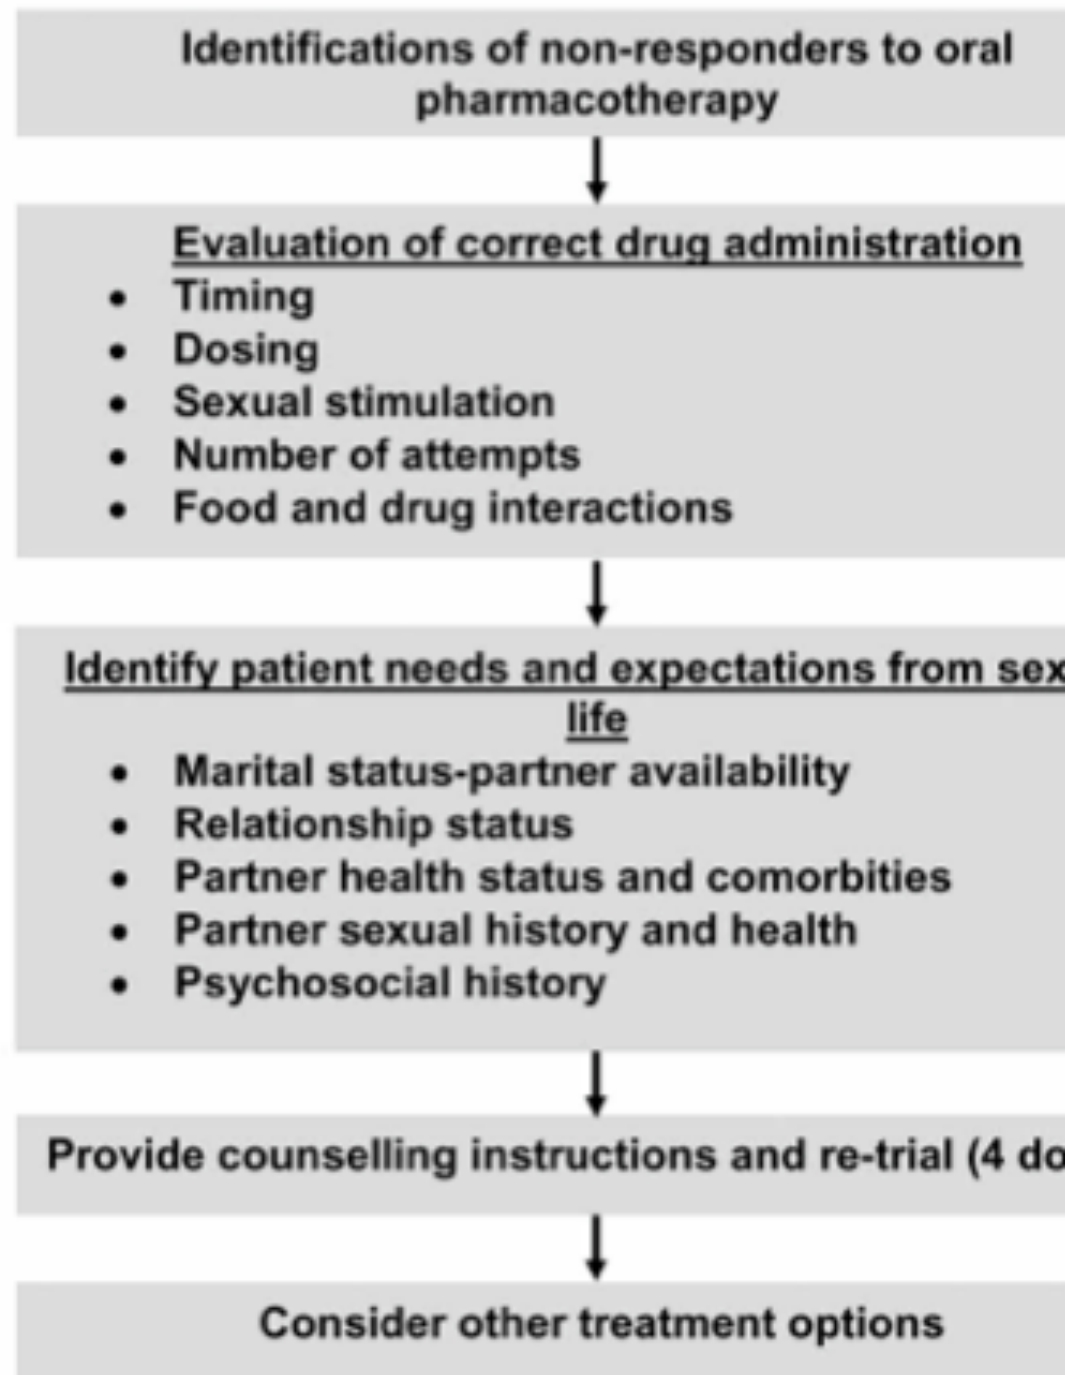 Identifications of non-responders to oral
pharmacotherapy
Evaluation of correct drug administration
• Timing
• Dosing
• Sexual stimulation
• Number of attempts
• Food and drug interactions
Identify patient needs and expectations from
life
• Marital status-partner availability
• Relationship status
• Partner health status and comorbities
• Partner sexual history and health
• Psychosocial history
Provide counselling instructions and re-trial (4
Consider other treatment options